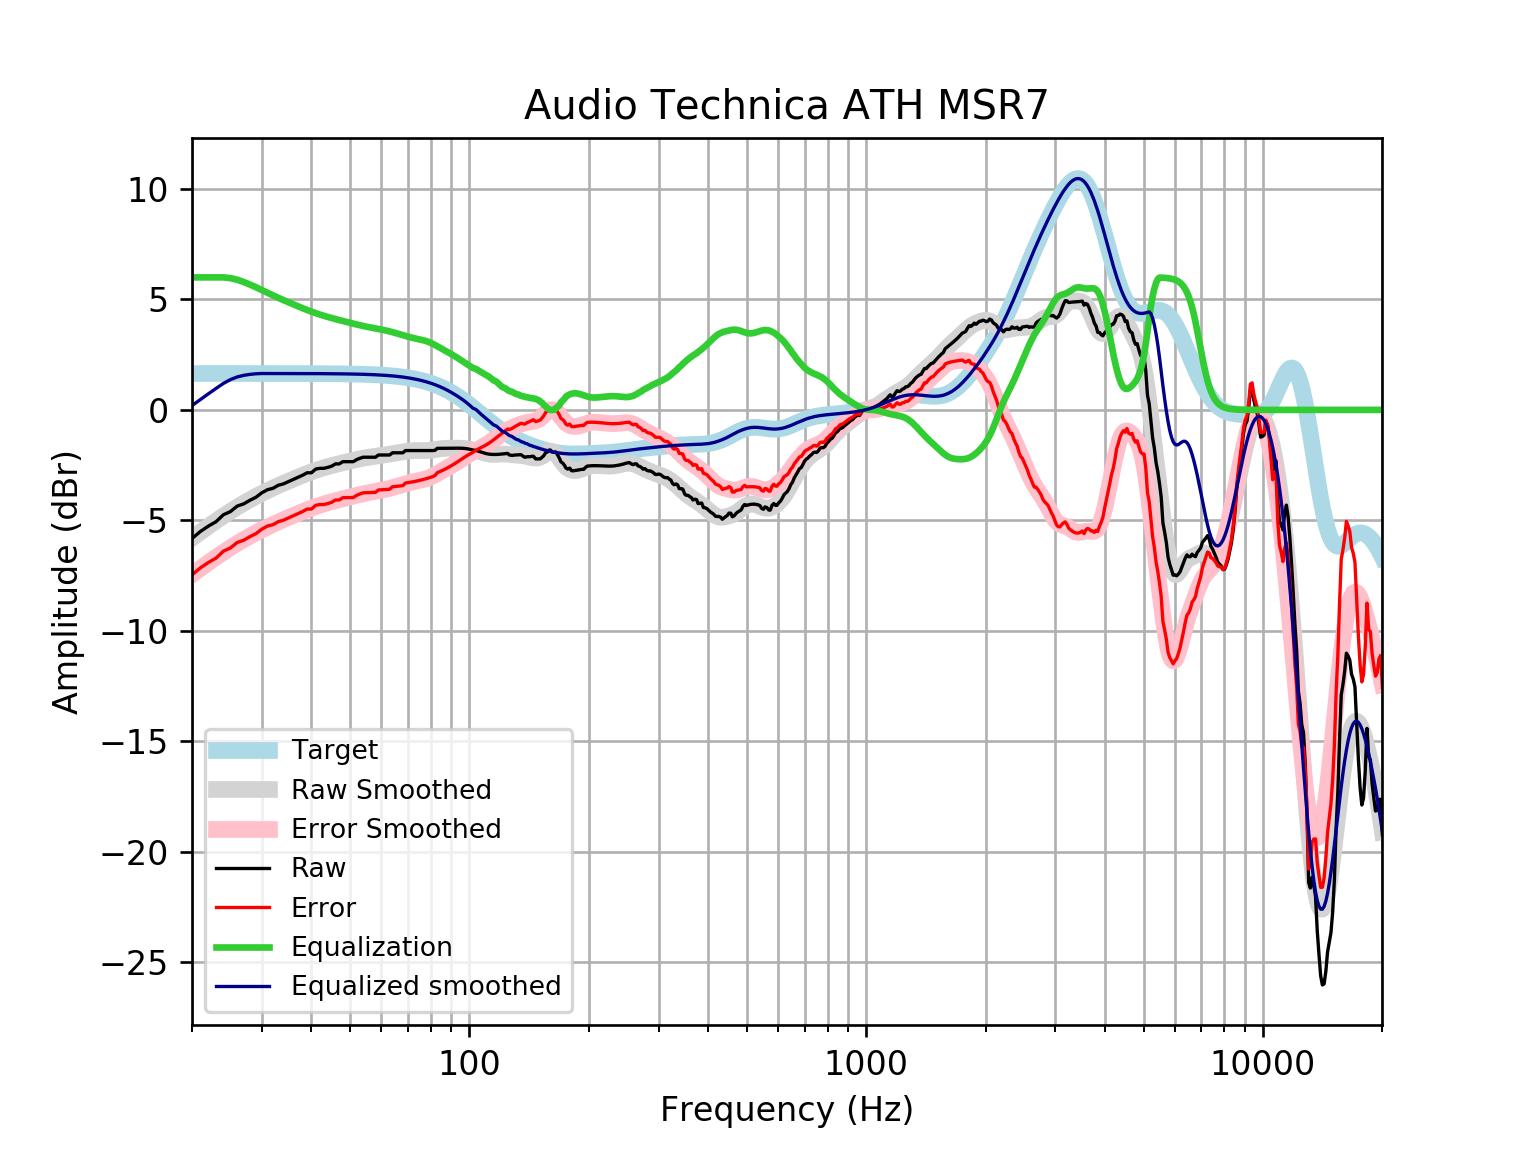 Audio Technica ATH MSR7
10
5
0
−5
−10
−15
−20
−25
Amplitude (dBr)
Target
Raw Smoothed
Error Smoothed
Raw
Error
Equalization
Equalized smoothed
100 1000 10000
Frequency (Hz)